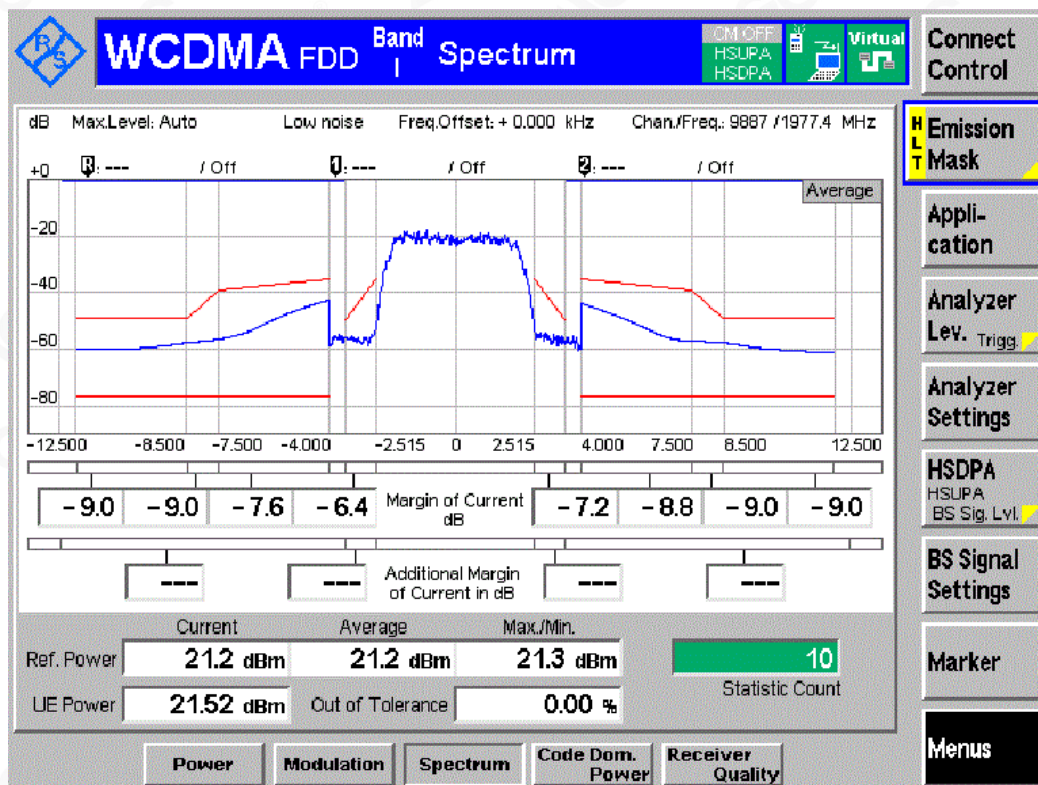 R&S WCDMA FDD Band I Spectrum CM OFF HSUPA HSDPA Virtual
Connect Control
dB Max.Level: Auto Low noise Freq.Offset: + 0.000 kHz Chan./Freq.: 9887 /1977.4 MHz
HLT Emission Mask
+0 R: --- / Off 1: --- / Off 2: --- / Off
Average
Appli-
cation
-20
-40
Analyzer
Lev. Trigg.
-60
-80
Analyzer
Settings
-12.500 -8.500 -7.500 -4.000 -2.515 0 2.515 4.000 7.500 8.500 12.500
HSDPA
HSUPA
BS Sig. Lvl.
-9.0 -9.0 -7.6 -6.4 Margin of Current dB -7.2 -8.8 -9.0 -9.0
BS Signal
Settings
--- --- Additional Margin of Current in dB --- ---
Current Average Max./Min.
Ref. Power 21.2 dBm 21.2 dBm 21.3 dBm 10
Statistic Count
Marker
UE Power 21.52 dBm Out of Tolerance 0.00 %
Menus
Power Modulation Spectrum Code Dom. Power Receiver Quality